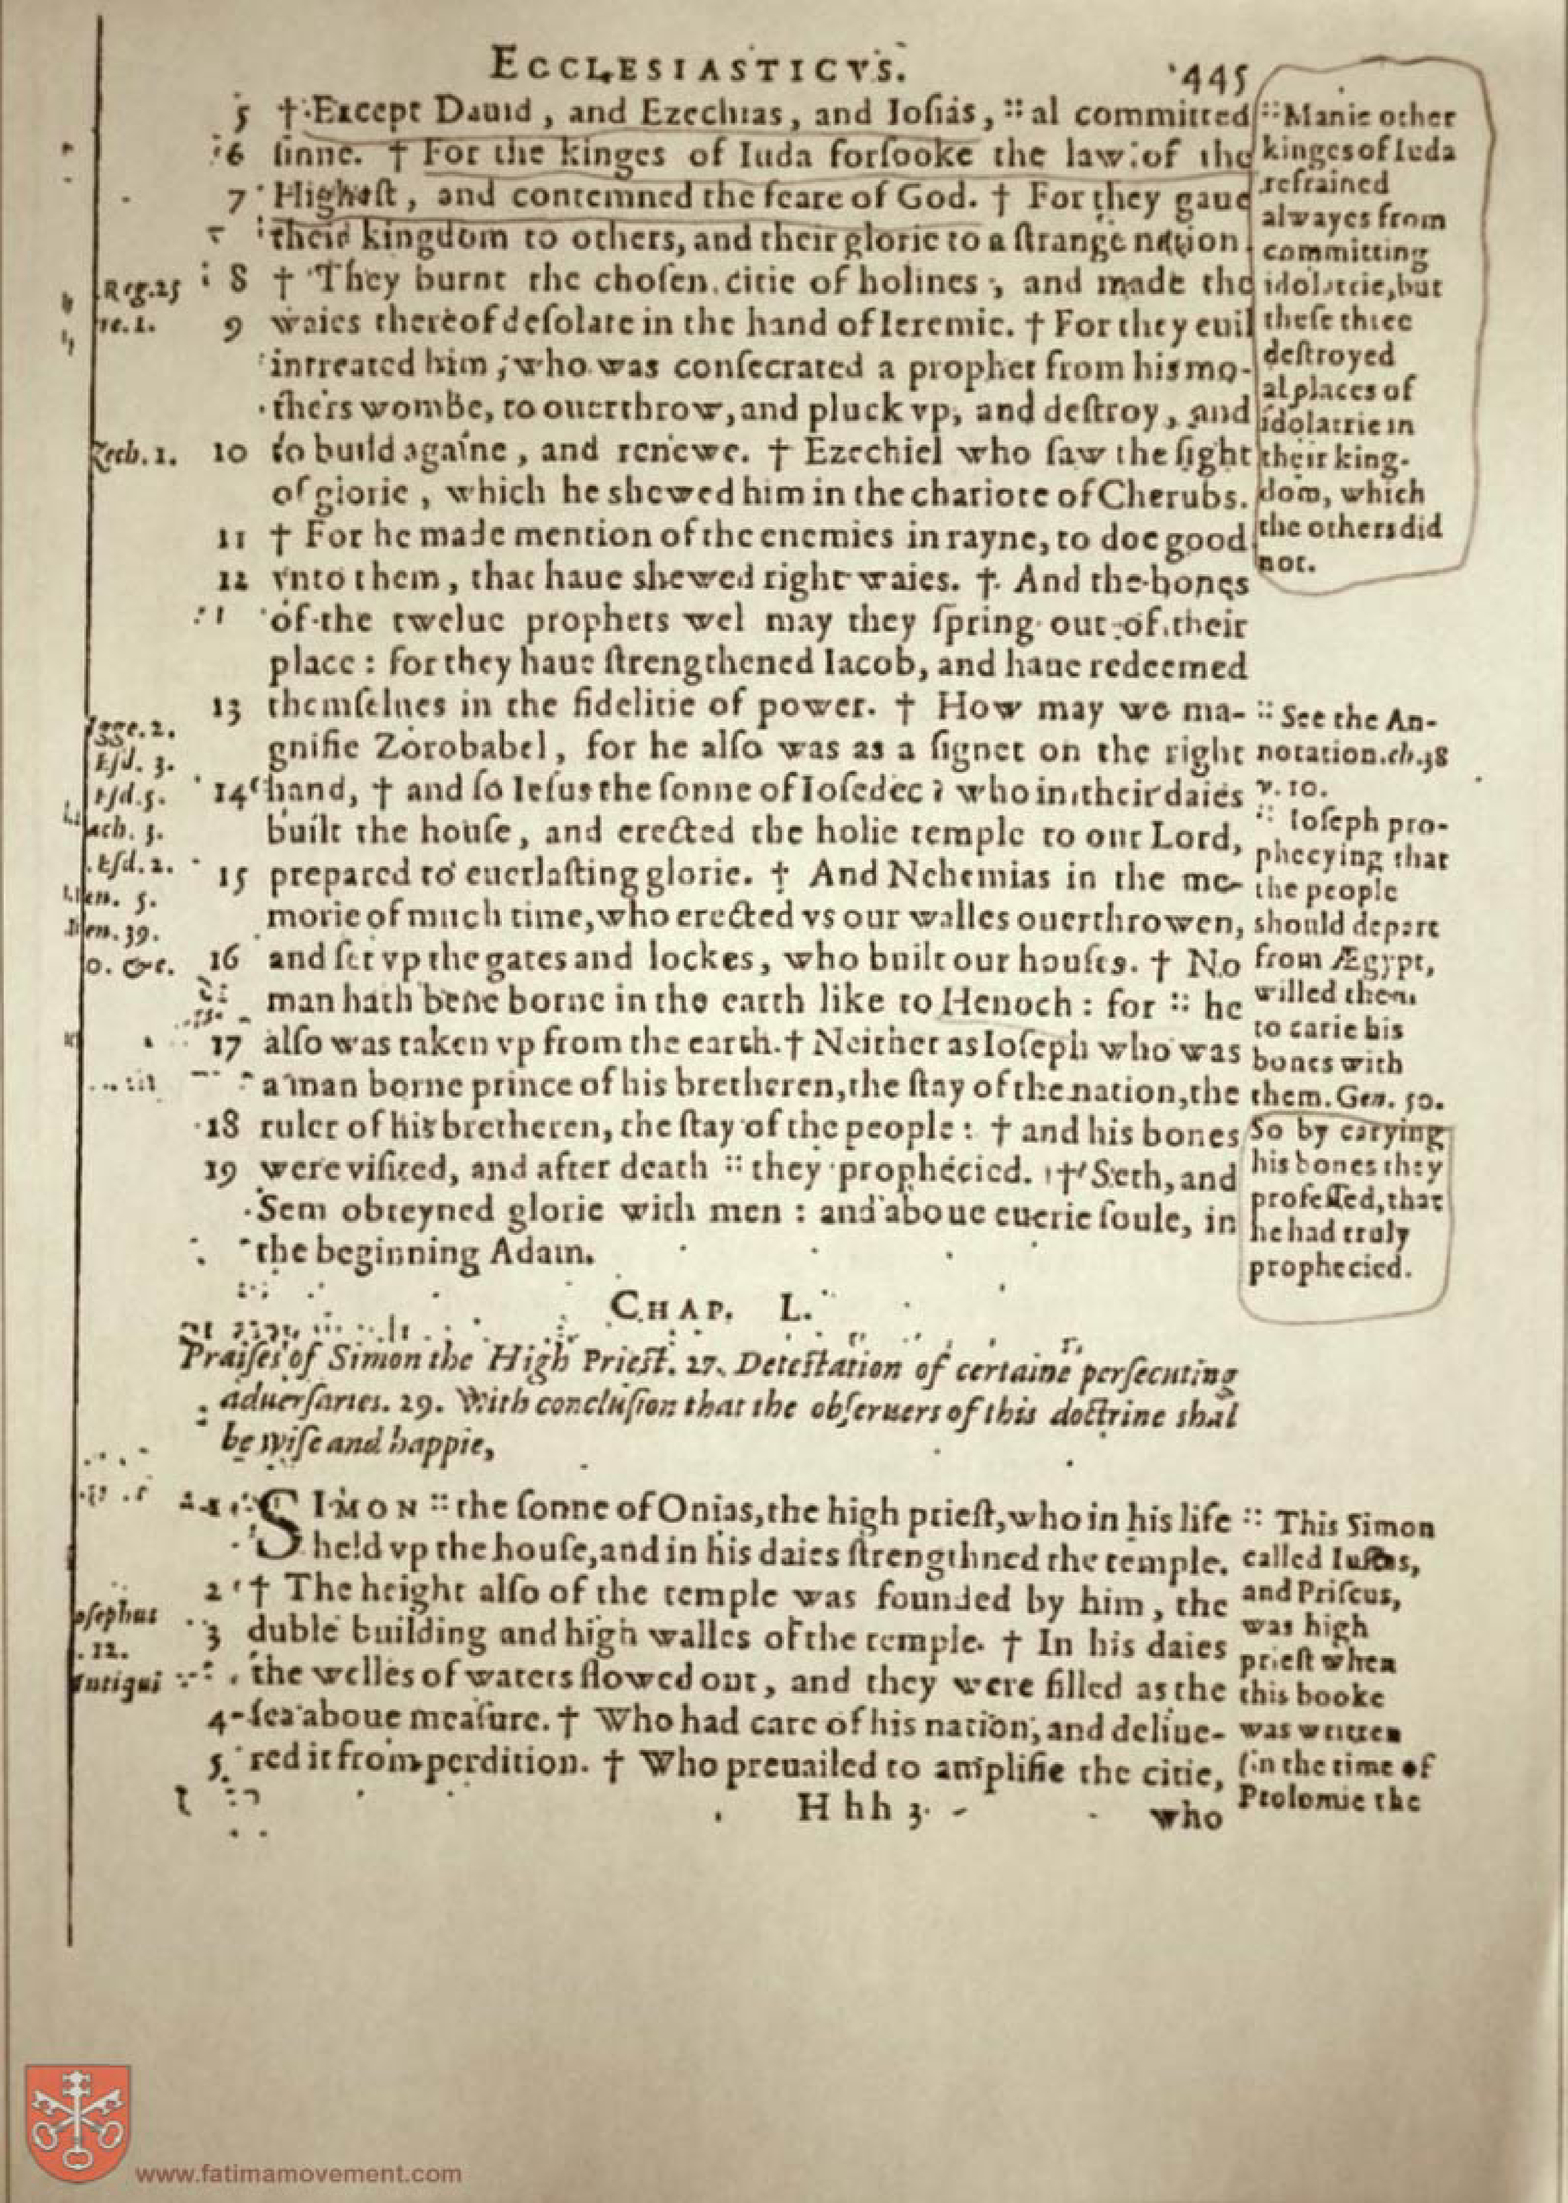 ECCLESIASTICVS. 445
5 † Except Dauid, and Ezechias, and Iosias, :: al committed
6 sinne. † For the kinges of Iuda forsooke the law of the
7 Highest, and contemned the feare of God. † For they gaue
their kingdom to others, and their glorie to a strange nation.
8 † They burnt the chosen citie of holines, and made the
9 waies thereof desolate in the hand of Ieremie. † For they euil
intreated him, who was consecrated a prophet from his mo-
thers wombe, to ouerthrow, and pluck vp, and destroy, and
10 to build againe, and renewe. † Ezechiel who saw the sight
of glorie, which he shewed him in the chariote of Cherubs.
11 † For he made mention of the enemies in rayne, to doe good
12 vnto them, that haue shewed right waies. † And the bones
of the twelue prophets wel may they spring out of their
place: for they haue strengthened Iacob, and haue redeemed
13 themselues in the fidelitie of power. † How may we ma-
gnifie Zorobabel, for he also was as a signet on the right
14 hand, † and so Iesus the sonne of Iosedec? who in their daies
built the house, and erected the holie temple to our Lord,
15 prepared to euerlasting glorie. † And Nehemias in the me-
morie of much time, who erected vs our walles ouerthrowen,
16 and set vp the gates and lockes, who built our houses. † No
man hath bene borne in the earth like to Henoch: for :: he
17 also was taken vp from the earth. † Neither as Ioseph who was
a man borne prince of his bretheren, the stay of the nation, the
18 ruler of his bretheren, the stay of the people: † and his bones
19 were visited, and after death :: they prophecied. † Seth, and
Sem obteyned glorie with men: and aboue euerie soule, in
the beginning Adam.
:: Manie other
kinges of Iuda
refrained
alwayes from
committing
idolatrie, but
these three
destroyed
al places of
idolatrie in
their king-
dom, which
the others did
not.
:: See the An-
notation. ch. 38
v. 10.
:: Ioseph pro-
phecying that
the people
should depart
from Ægypt,
willed them
to carie his
bones with
them. Gen. 50.
So by carying
his bones they
professed, that
he had truly
prophecied.
Reg. 25
re. 1.
Zech. 1.
gge. 2.
Esd. 3.
Esd. 5.
ach. 3.
Esd. 2.
en. 5.
en. 39.
0. &c.
CHAP. L.
Praises of Simon the High Priest. 27. Detestation of certaine persecuting
aduersaries. 29. With conclusion that the obseruers of this doctrine shal
be wise and happie,
SIMON :: the sonne of Onias, the high priest, who in his life
held vp the house, and in his daies strengthned the temple.
2 † The height also of the temple was founded by him, the
3 duble building and high walles of the temple. † In his daies
the welles of waters flowed out, and they were filled as the
4 sea aboue measure. † Who had care of his nation, and deliue-
5 red it from perdition. † Who preuailed to amplifie the citie,
Hhh 3 who
:: This Simon
called Iustus,
and Priscus,
was high
priest when
this booke
was written
(in the time of
Ptolomie the
osephus
. 12.
Antiqui
www.fatimamovement.com